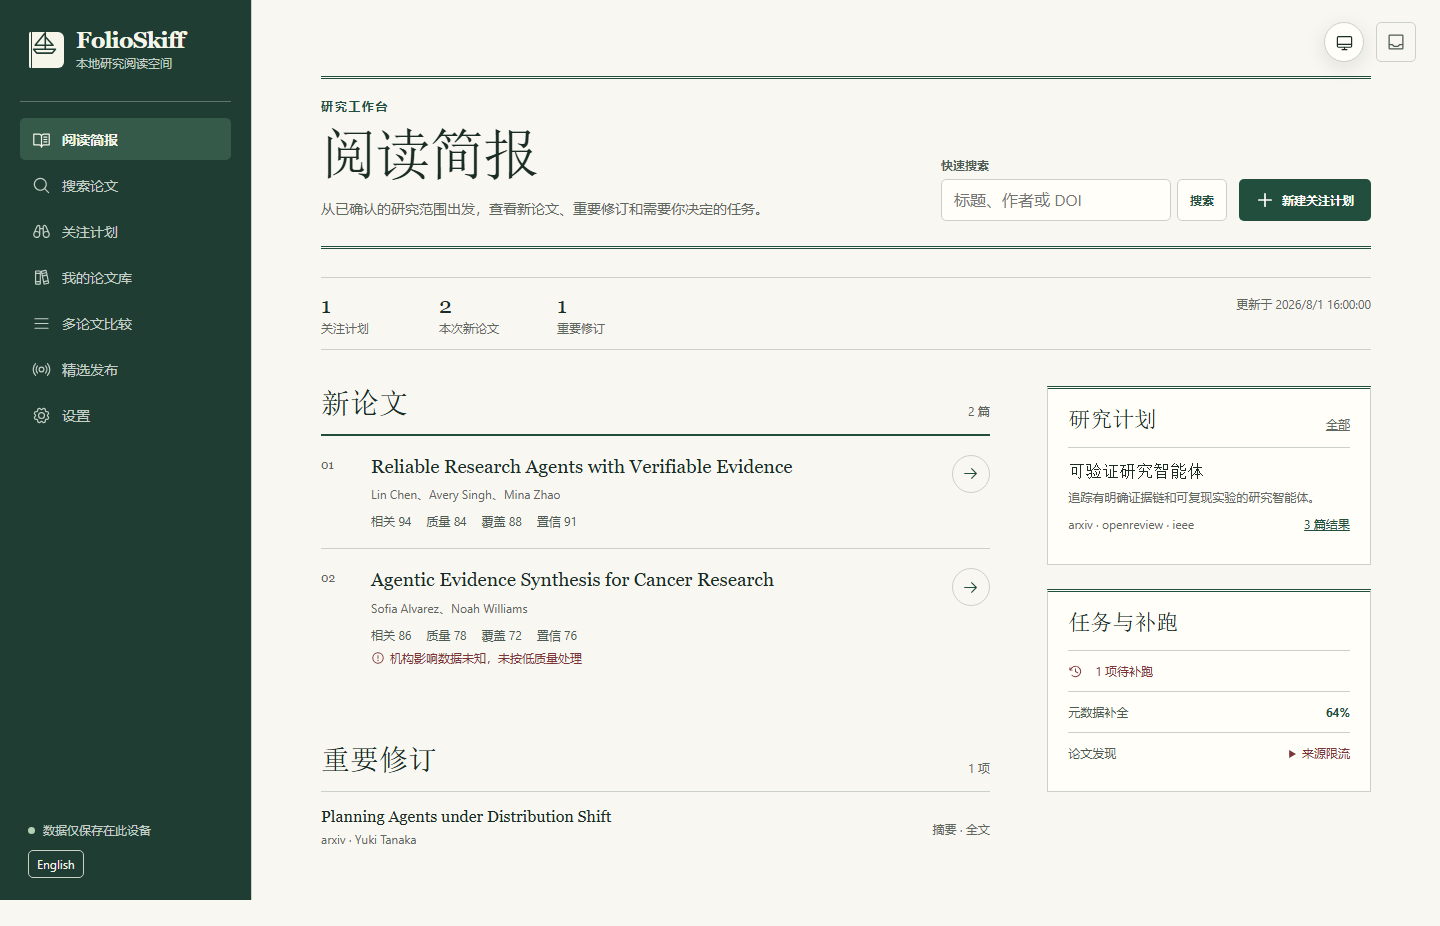 FolioSkiff
本地研究阅读空间
阅读简报
搜索论文
关注计划
我的论文库
多论文比较
精选发布
设置
数据仅保存在此设备
English
研究工作台
阅读简报
从已确认的研究范围出发，查看新论文、重要修订和需要你决定的任务。
快速搜索
标题、作者或 DOI
搜索
新建关注计划
1
关注计划
2
本次新论文
1
重要修订
更新于 2026/8/1 16:00:00
新论文
2 篇
01
Reliable Research Agents with Verifiable Evidence
Lin Chen、Avery Singh、Mina Zhao
相关 94 质量 84 覆盖 88 置信 91
02
Agentic Evidence Synthesis for Cancer Research
Sofia Alvarez、Noah Williams
相关 86 质量 78 覆盖 72 置信 76
机构影响数据未知，未按低质量处理
重要修订
1 项
Planning Agents under Distribution Shift
arxiv · Yuki Tanaka
摘要 · 全文
研究计划
全部
可验证研究智能体
追踪有明确证据链和可复现实验的研究智能体。
arxiv · openreview · ieee
3 篇结果
任务与补跑
1 项待补跑
元数据补全
64%
论文发现
来源限流